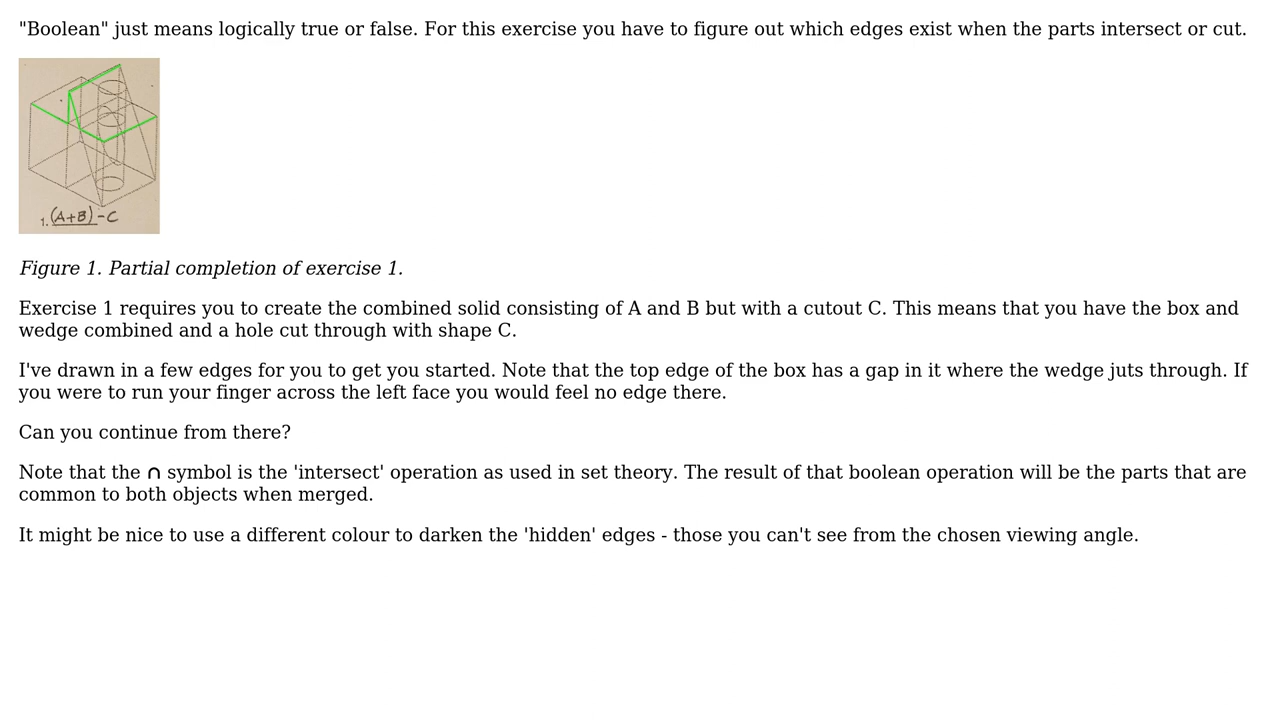 "Boolean" just means logically true or false. For this exercise you have to figure out which edges exist when the parts intersect or cut.
1. (A+B) - C
Figure 1. Partial completion of exercise 1.
Exercise 1 requires you to create the combined solid consisting of A and B but with a cutout C. This means that you have the box and
wedge combined and a hole cut through with shape C.
I've drawn in a few edges for you to get you started. Note that the top edge of the box has a gap in it where the wedge juts through. If
you were to run your finger across the left face you would feel no edge there.
Can you continue from there?
Note that the ∩ symbol is the 'intersect' operation as used in set theory. The result of that boolean operation will be the parts that are
common to both objects when merged.
It might be nice to use a different colour to darken the 'hidden' edges - those you can't see from the chosen viewing angle.